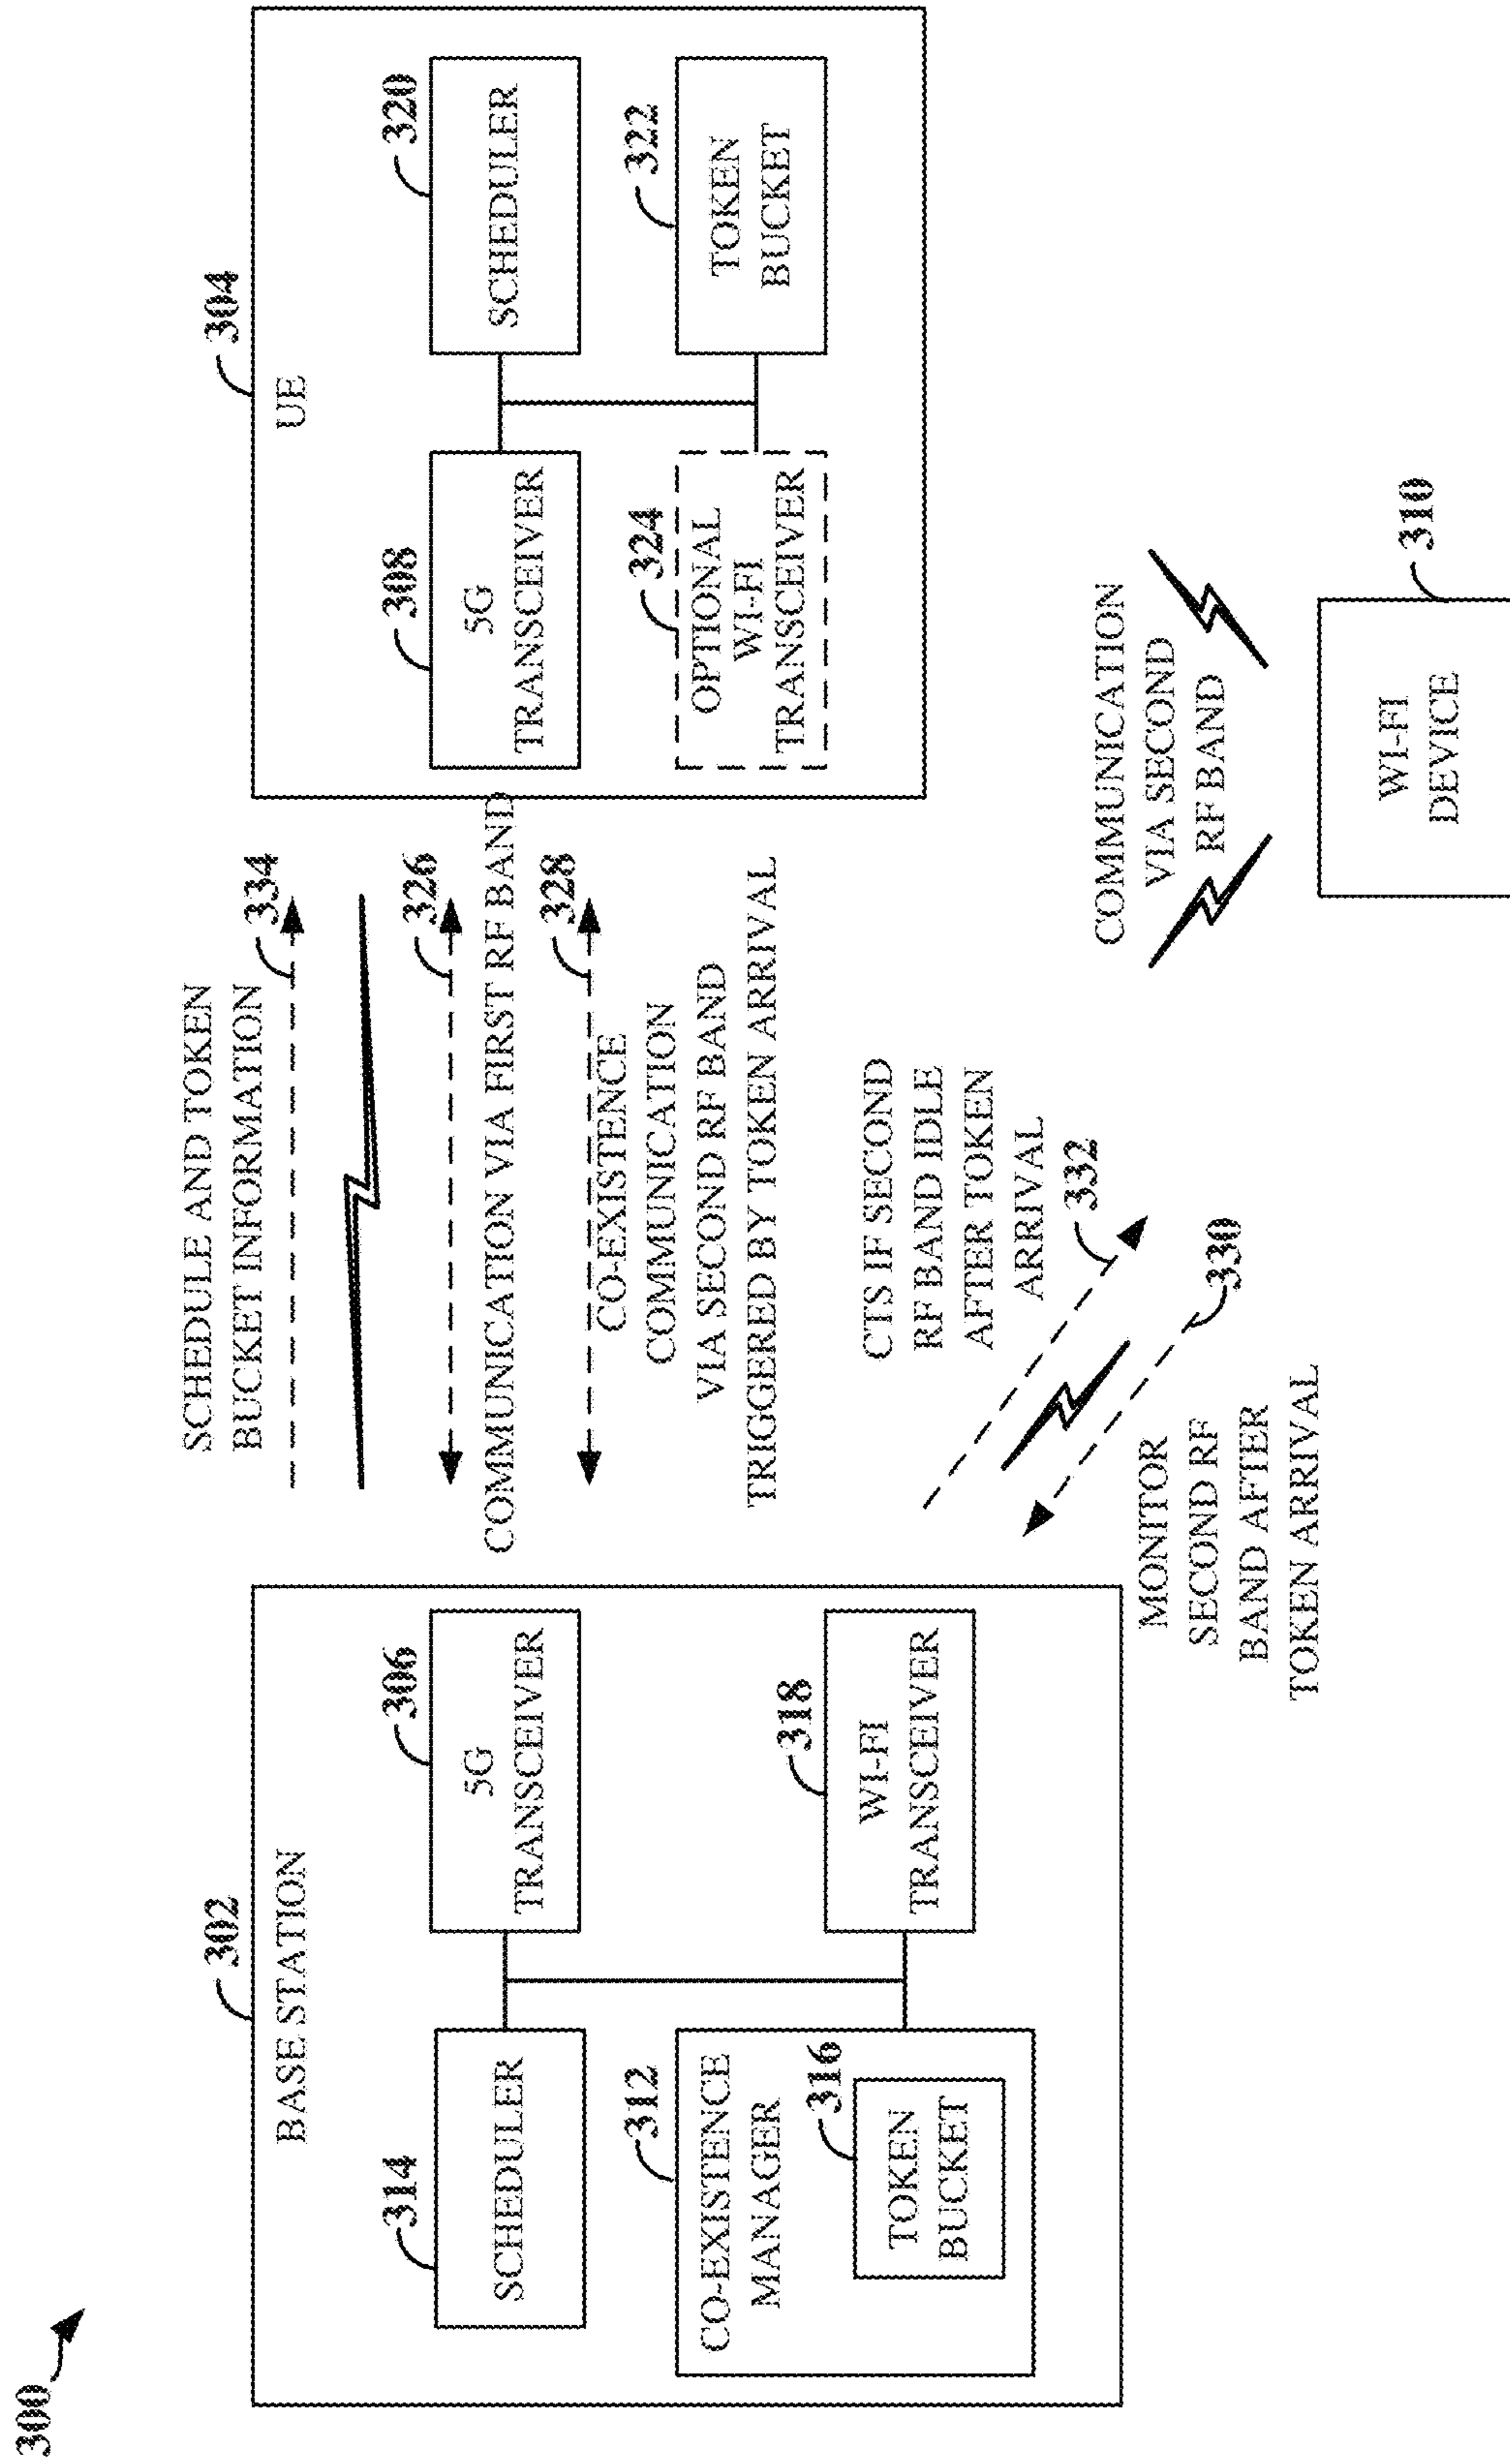 300
302
BASE STATION
314
SCHEDULER
306
5G
TRANSCEIVER
312
CO-EXISTENCE
MANAGER
316
TOKEN
BUCKET
318
WI-FI
TRANSCEIVER
SCHEDULE AND TOKEN
BUCKET INFORMATION
334
326
COMMUNICATION VIA FIRST RF BAND
328
CO-EXISTENCE
COMMUNICATION
VIA SECOND RF BAND
TRIGGERED BY TOKEN ARRIVAL
CTS IF SECOND
RF BAND IDLE
AFTER TOKEN
ARRIVAL
332
330
MONITOR
SECOND RF
BAND AFTER
TOKEN ARRIVAL
304
UE
308
5G
TRANSCEIVER
320
SCHEDULER
324
OPTIONAL
WI-FI
TRANSCEIVER
322
TOKEN
BUCKET
COMMUNICATION
VIA SECOND
RF BAND
310
WI-FI
DEVICE